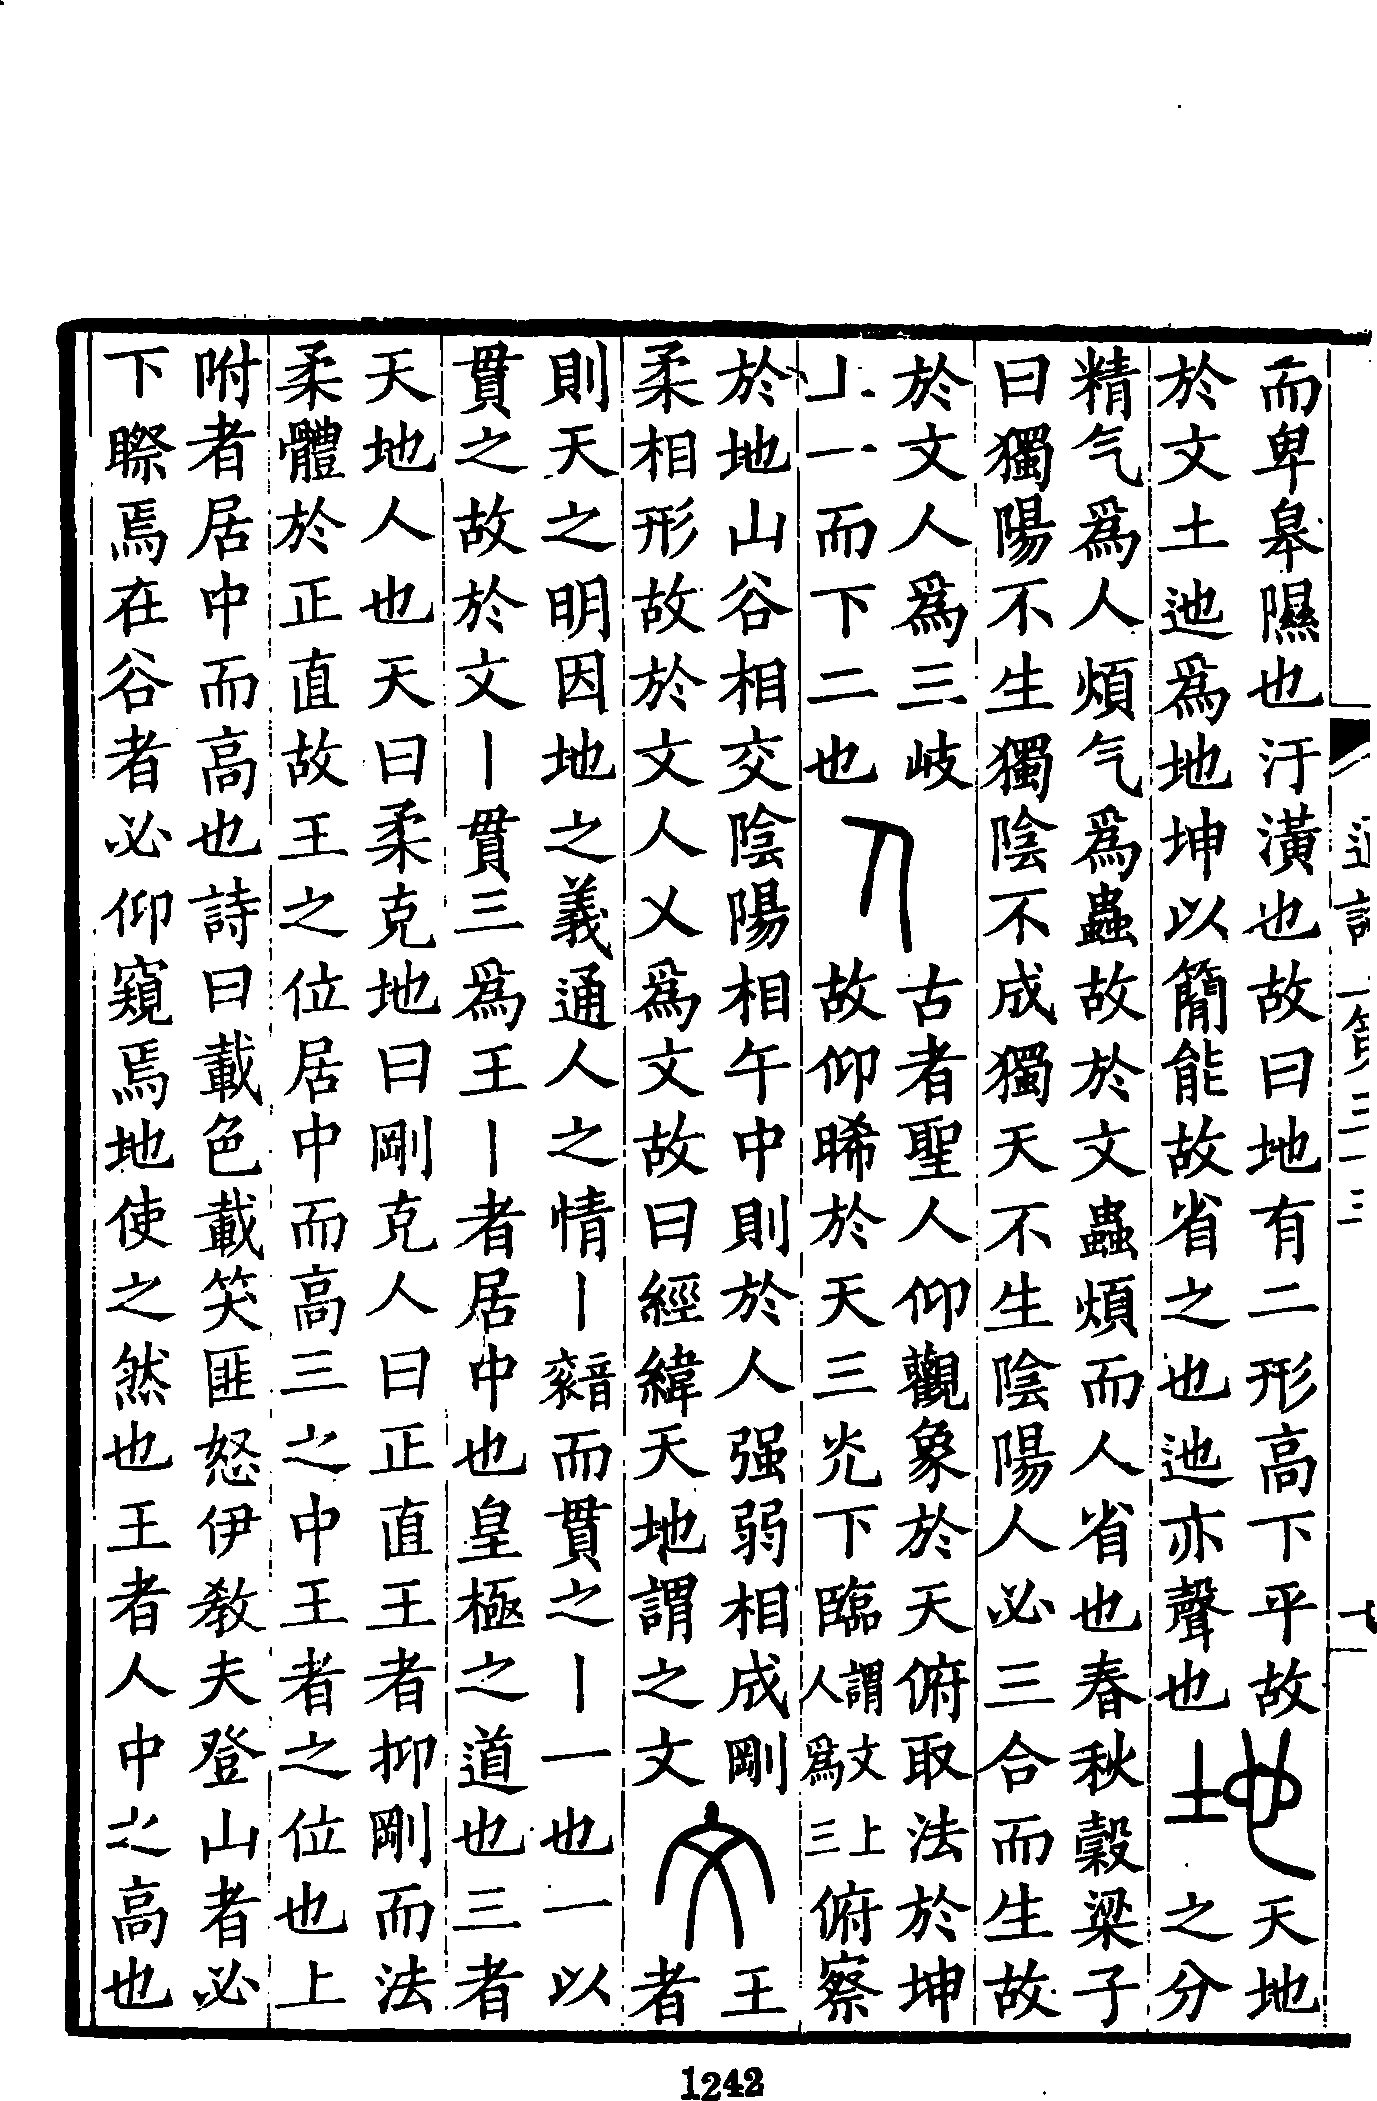 而卑皋隰也汙潢也故曰地有二形高下平故
於文土迆爲地坤以簡能故省之也迆亦聲也
地
天地
之分
精气爲人煩气爲蟲故於文蟲煩而人省也春秋穀梁子
曰獨陽不生獨陰不成獨天不生陰陽人必三合而生故
於文人爲三岐
丄一而下二也
人
古者聖人仰觀象於天俯取法於坤
故仰晞於天三光下臨謂文上人爲三俯察
於地山谷相交陰陽相午中則於人强弱相成剛
柔相形故於文人乂爲文故曰經緯天地謂之文
文
王
者
則天之明因地之義通人之情丨音袞而貫之丨一也一以
貫之故於文丨貫三爲王丨者居中也皇極之道也三者
天地人也天曰柔克地曰剛克人曰正直王者抑剛而法
柔體於正直故王之位居中而高三之中王者之位也上
附者居中而高也詩曰載色載笑匪怒伊敎夫登山者必
下瞭焉在谷者必仰窺焉地使之然也王者人中之高也
1242